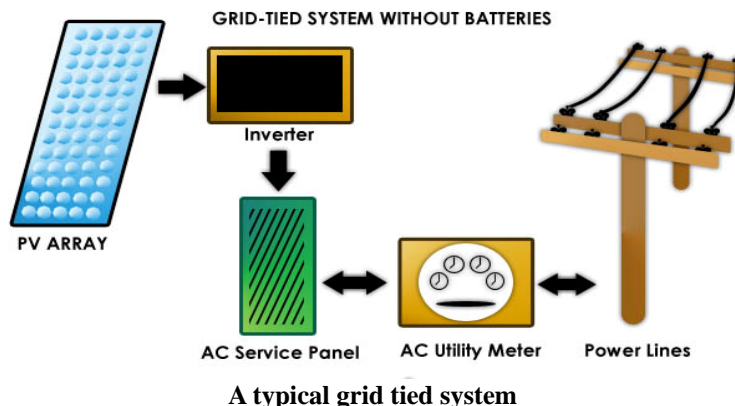 GRID-TIED SYSTEM WITHOUT BATTERIES
Inverter
PV ARRAY
AC Service Panel
AC Utility Meter
Power Lines
A typical grid tied system